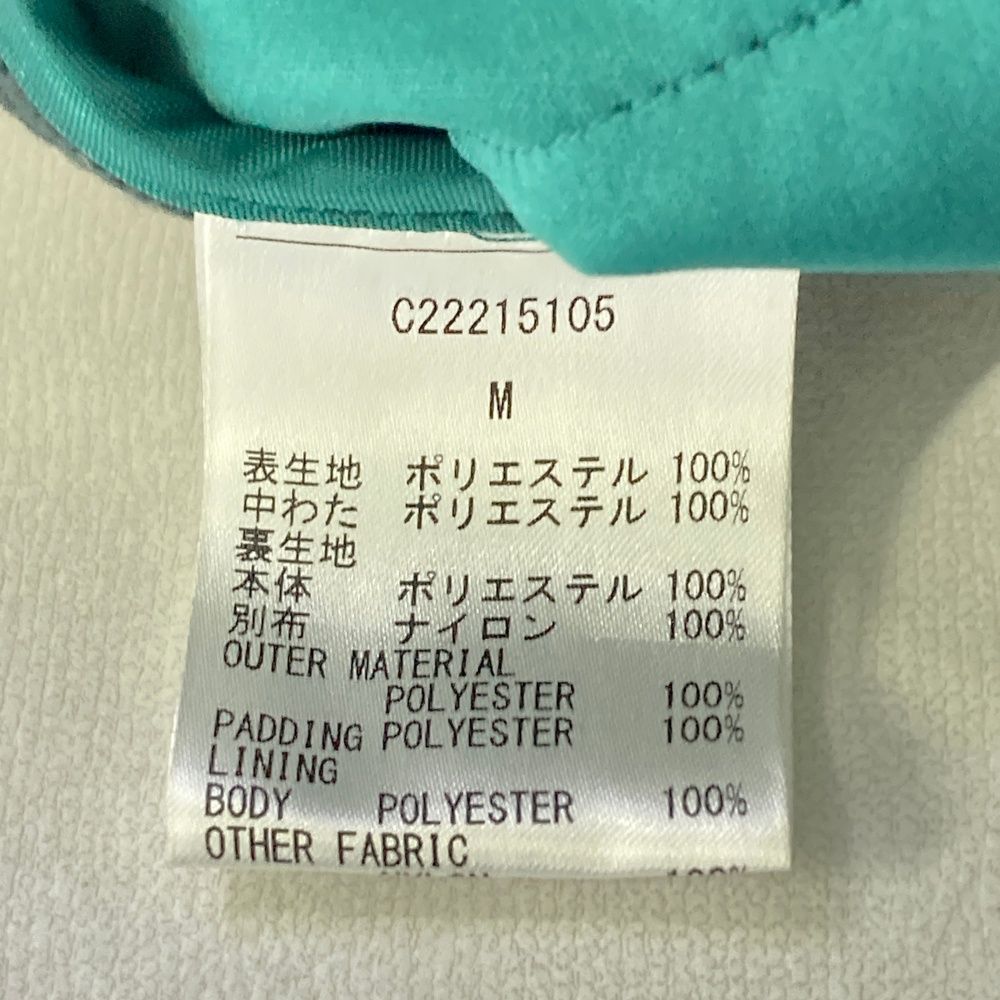 C22215105
M
表生地 ポリエステル 100%
中わた ポリエステル 100%
裏生地
本体 ポリエステル 100%
別布 ナイロン 100%
OUTER MATERIAL
POLYESTER 100%
PADDING POLYESTER 100%
LINING
BODY POLYESTER 100%
OTHER FABRIC
NYLON 100%